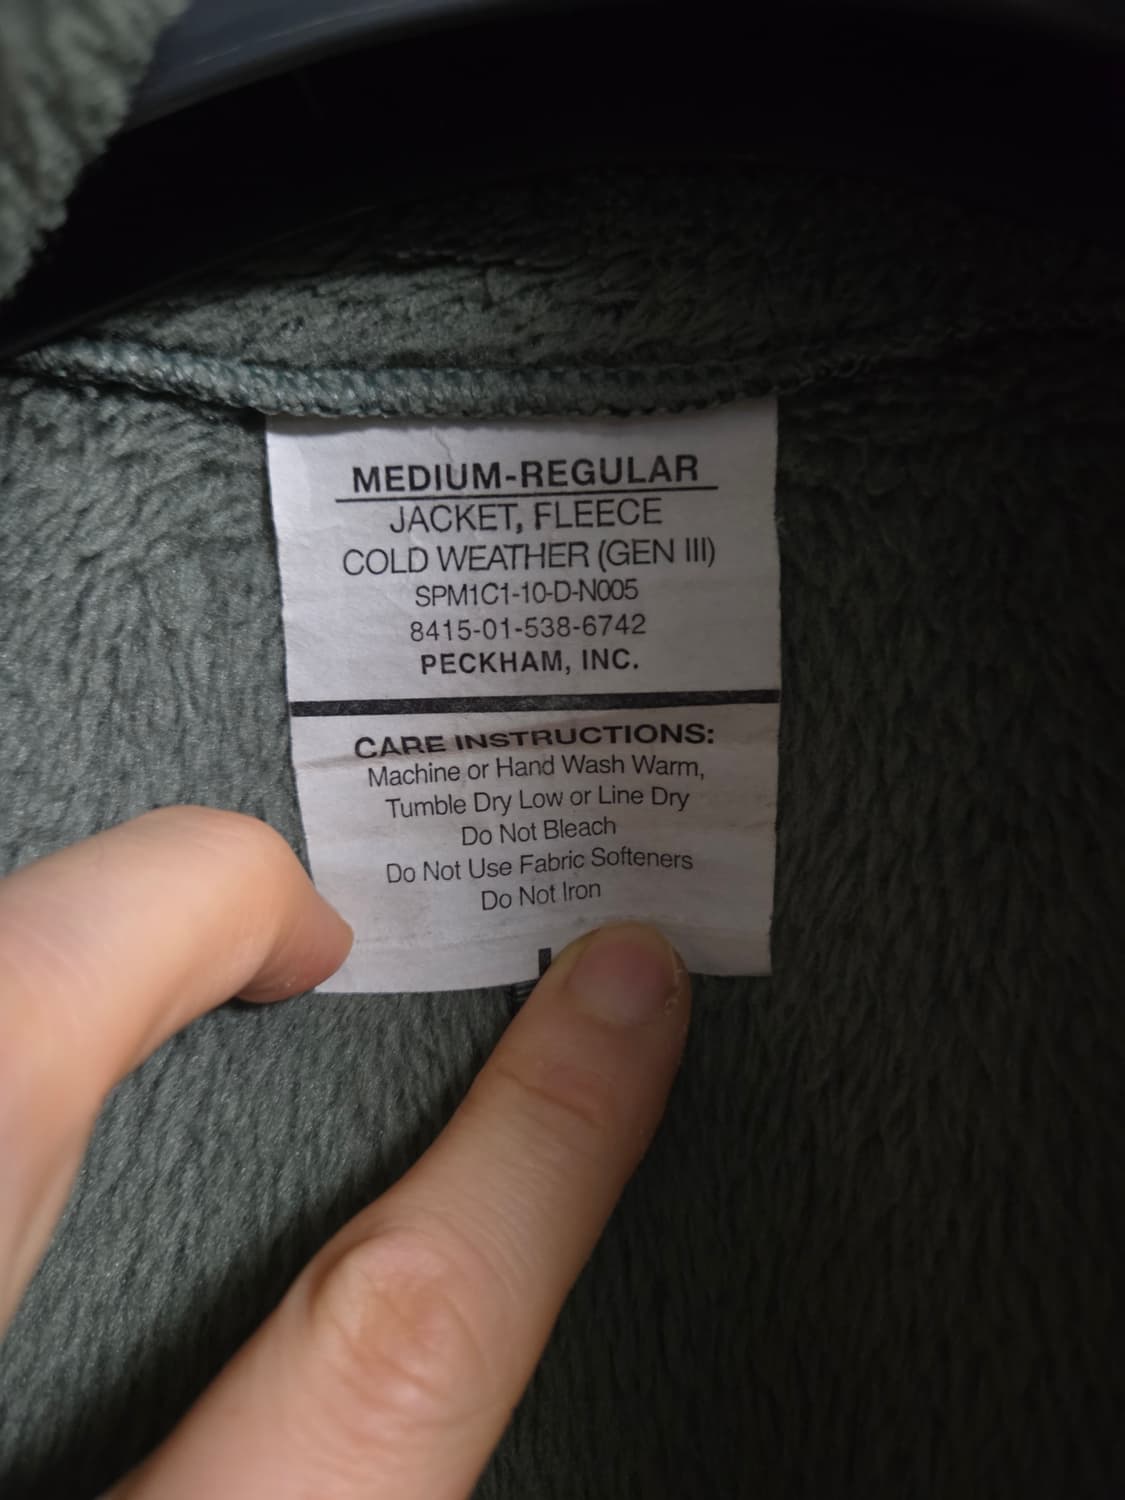 MEDIUM-REGULAR
JACKET, FLEECE
COLD WEATHER (GEN III)
SPM1C1-10-D-N005
8415-01-538-6742
PECKHAM, INC.
CARE INSTRUCTIONS:
Machine or Hand Wash Warm,
Tumble Dry Low or Line Dry
Do Not Bleach
Do Not Use Fabric Softeners
Do Not Iron